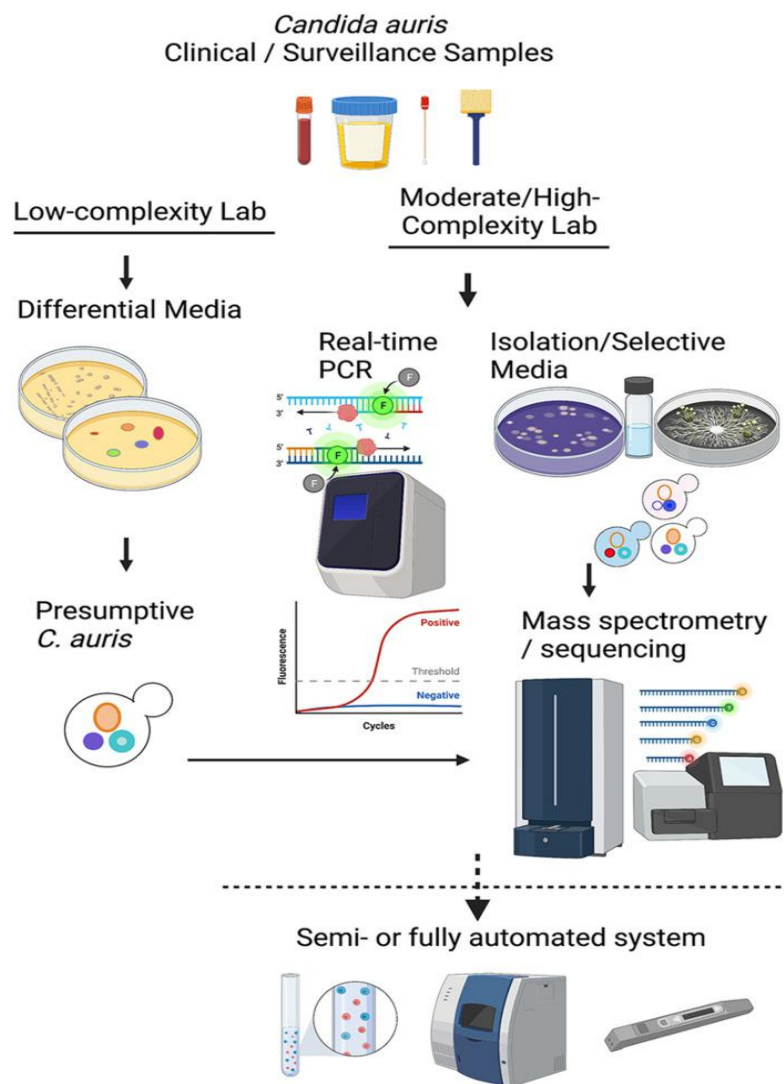 Candida auris
Clinical / Surveillance Samples
Low-complexity Lab
Moderate/High-
Complexity Lab
Differential Media
Real-time
PCR
Isolation/Selective
Media
F
5'
F
3'
5'
F
3'
F
Presumptive
C. auris
Positive
Threshold
Negative
Fluorescence
Cycles
Mass spectrometry
/ sequencing
G
T
C
G
A
Semi- or fully automated system